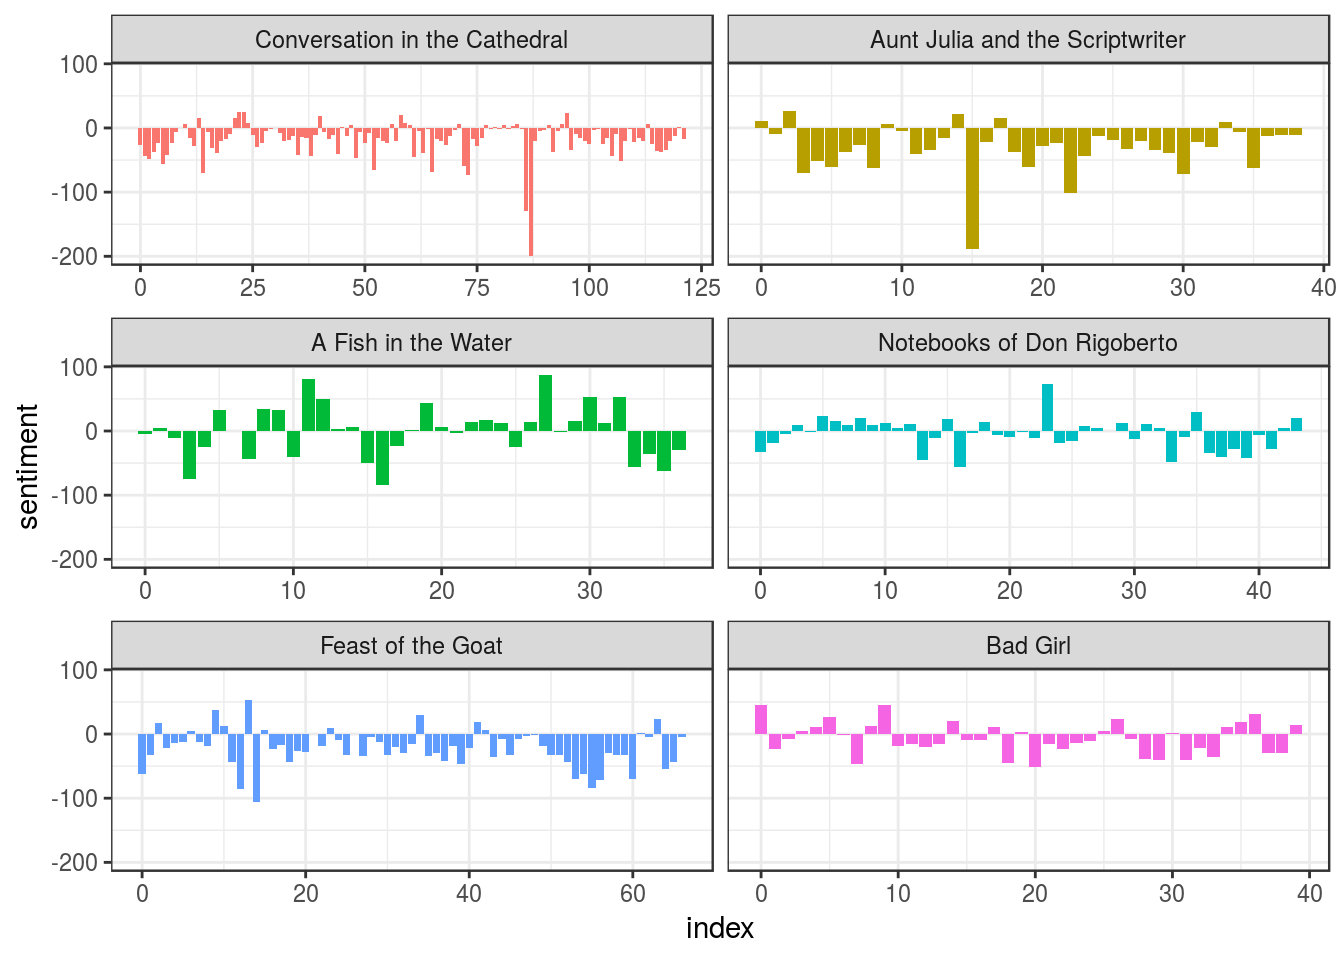 Conversation in the Cathedral
Aunt Julia and the Scriptwriter
100
0
-100
-200
0 25 50 75 100 125
0 10 20 30 40
A Fish in the Water
Notebooks of Don Rigoberto
100
0
-100
-200
0 10 20 30
0 10 20 30 40
sentiment
Feast of the Goat
Bad Girl
100
0
-100
-200
0 20 40 60
0 10 20 30 40
index